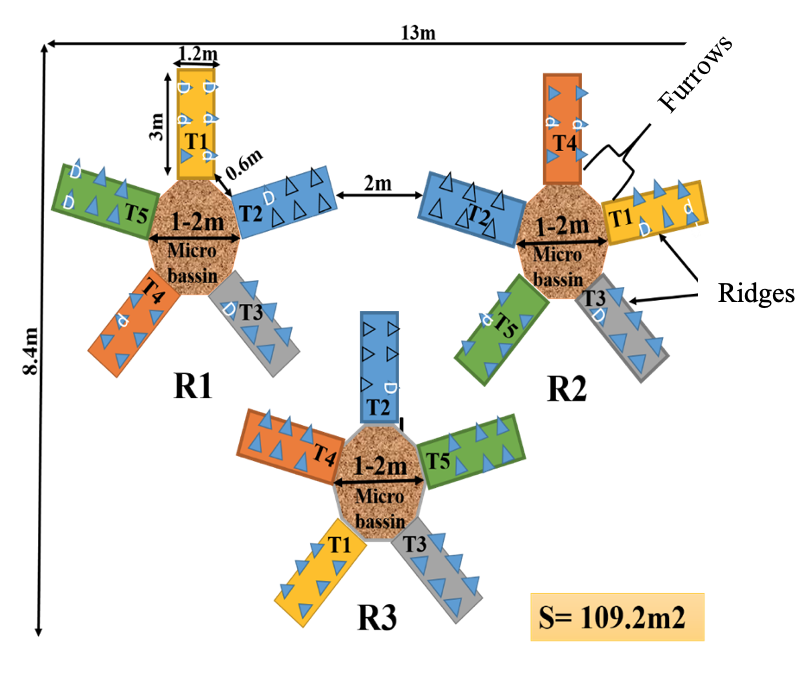 13m
1.2m
3m
0.6m
2m
8.4m
Furrows
Ridges
D D
d d
T1
d
D
D
T5
D
T2
1-2m
Micro
bassin
T4
d
D
T3
R1
d d
T4
T2
T1
d
D
1-2m
Micro
bassin
d
T5
T3
D
R2
D
T2
T4
T5
1-2m
Micro
bassin
T1
T3
R3
S= 109.2m2